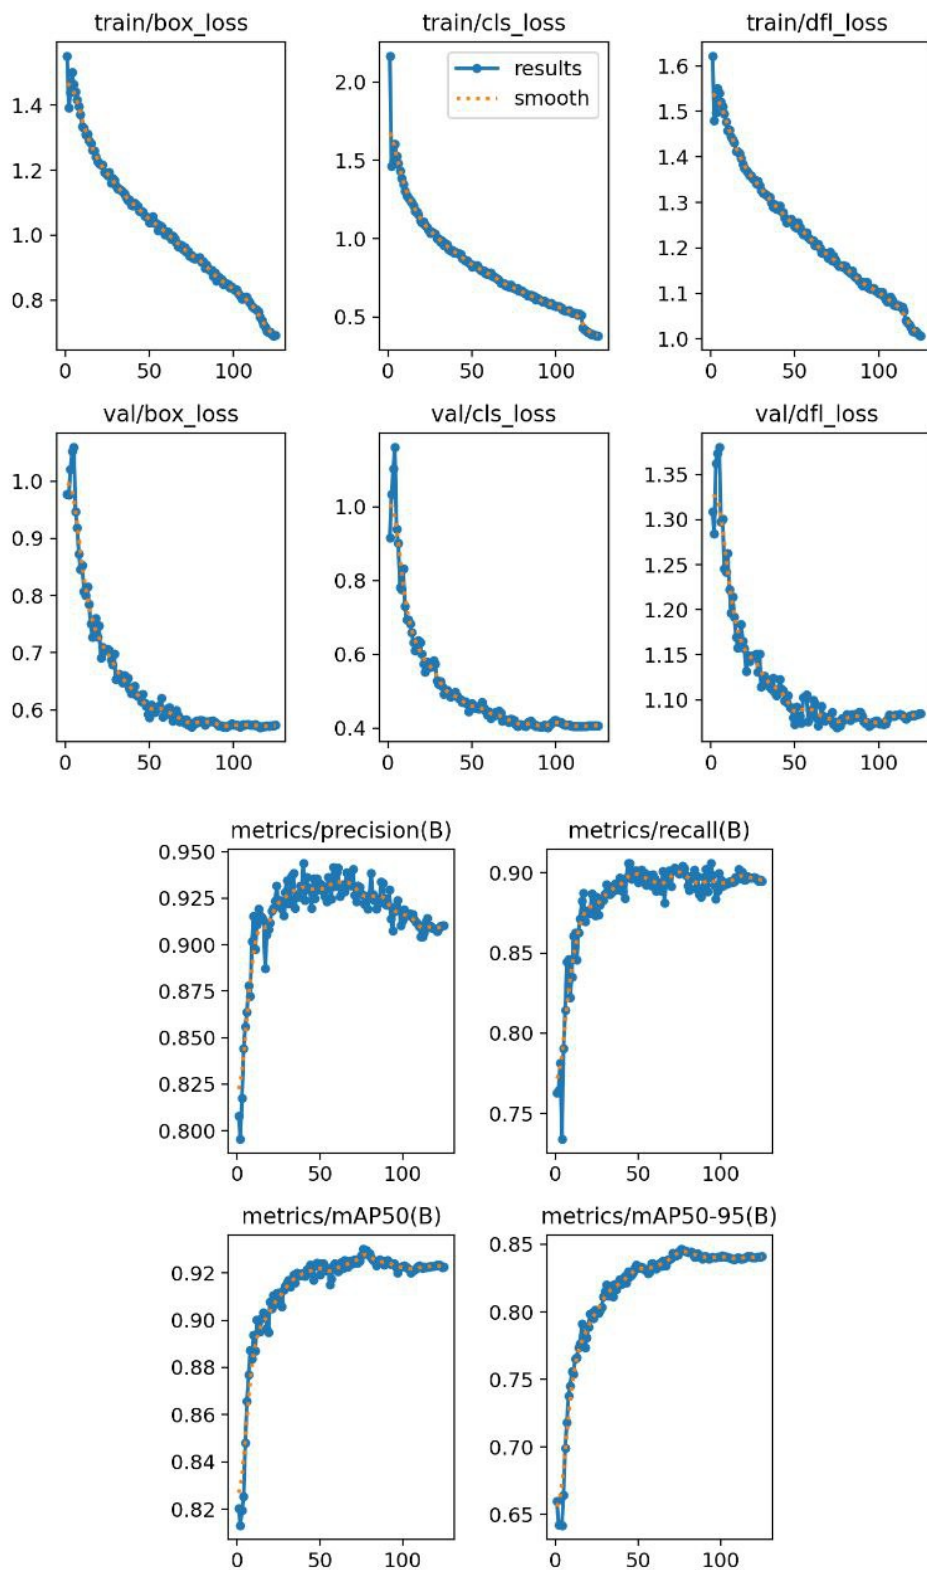 train/box_loss
train/cls_loss
train/dfl_loss
results
smooth
1.4
1.2
1.0
0.8
2.0
1.5
1.0
0.5
1.6
1.5
1.4
1.3
1.2
1.1
1.0
0 50 100
0 50 100
0 50 100
val/box_loss
val/cls_loss
val/dfl_loss
1.0
0.9
0.8
0.7
0.6
1.0
0.8
0.6
0.4
1.35
1.30
1.25
1.20
1.15
1.10
0 50 100
0 50 100
0 50 100
metrics/precision(B)
metrics/recall(B)
0.950
0.925
0.900
0.875
0.850
0.825
0.800
0.90
0.85
0.80
0.75
0 50 100
0 50 100
metrics/mAP50(B)
metrics/mAP50-95(B)
0.92
0.90
0.88
0.86
0.84
0.82
0.85
0.80
0.75
0.70
0.65
0 50 100
0 50 100